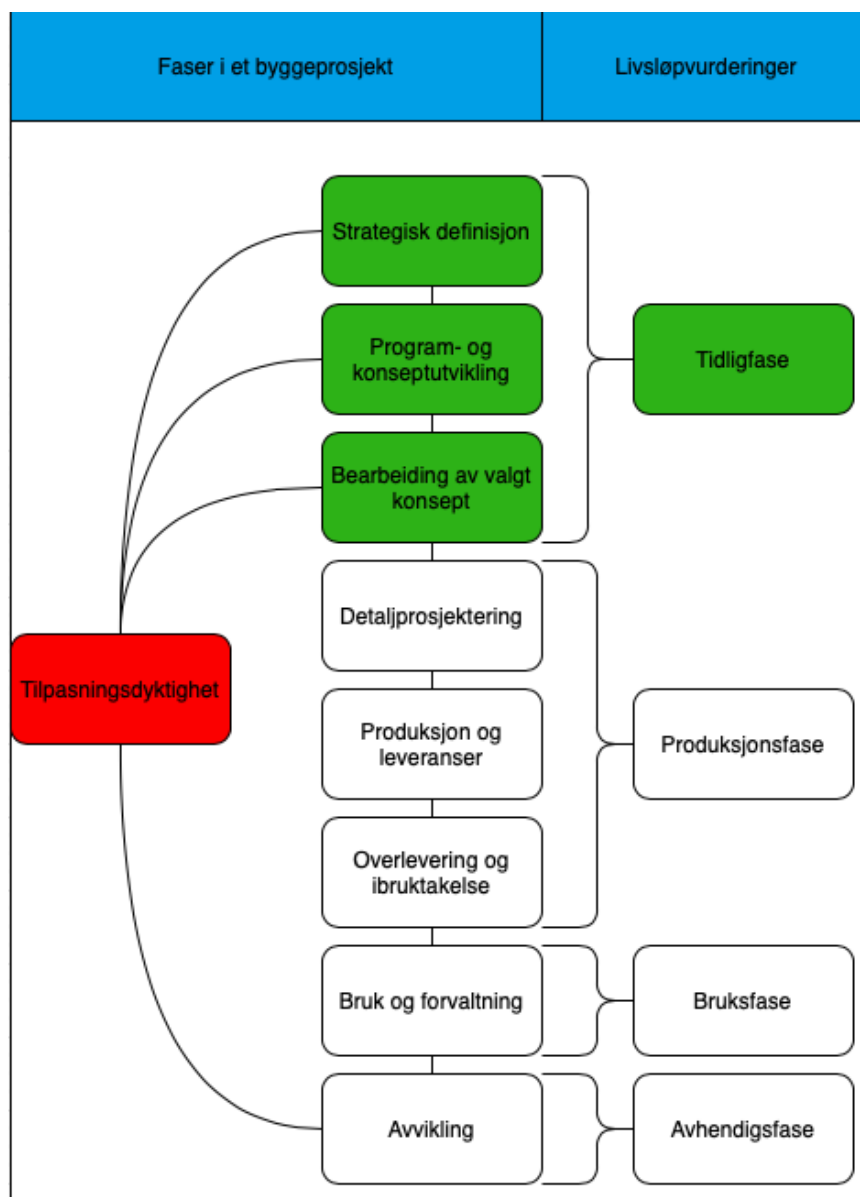 Faser i et byggeprosjekt
Livsløpvurderinger
Strategisk definisjon
Program- og
konseptutvikling
Tidligfase
Bearbeiding av valgt
konsept
Detaljprosjektering
Tilpasningsdyktighet
Produksjon og
leveranser
Produksjonsfase
Overlevering og
ibruktakelse
Bruk og forvaltning
Bruksfase
Avvikling
Avhendigsfase